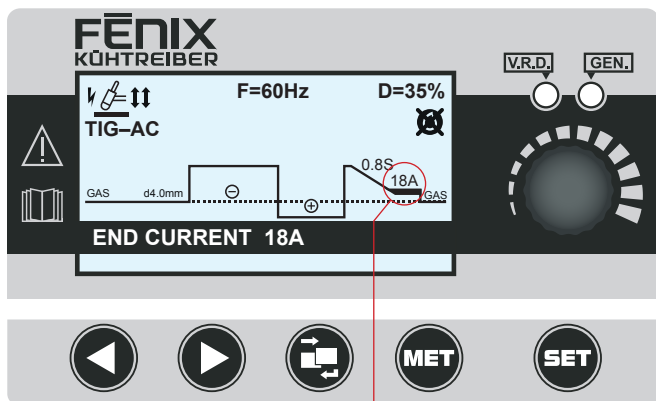 FĒNIX
KÜHTREIBER
V.R.D.
GEN.
F=60Hz
D=35%
TIG–AC
0.8S
18A
GAS
d4.0mm
GAS
END CURRENT 18A
MET
SET